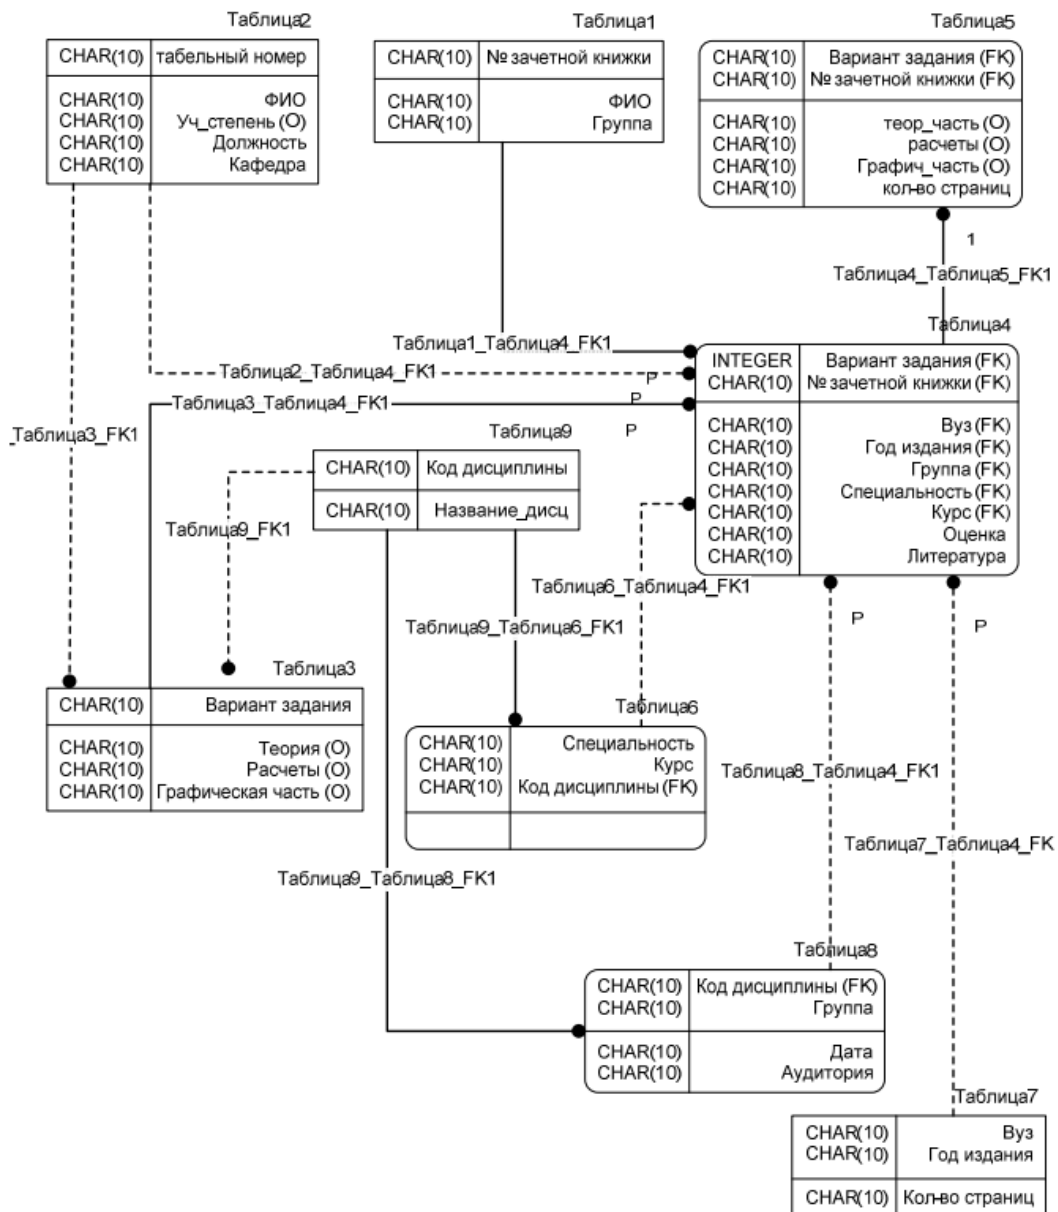 Таблица2
CHAR(10) табельный номер
CHAR(10) ФИО
CHAR(10) Уч_степень (O)
CHAR(10) Должность
CHAR(10) Кафедра
Таблица1
CHAR(10) № зачетной книжки
CHAR(10) ФИО
CHAR(10) Группа
Таблица5
CHAR(10) Вариант задания (FK)
CHAR(10) № зачетной книжки (FK)
CHAR(10) теор_часть (O)
CHAR(10) расчеты (O)
CHAR(10) Графич_часть (O)
CHAR(10) кол-во страниц
1
Таблица4_Таблица5_FK1
Таблица4
INTEGER Вариант задания (FK)
CHAR(10) № зачетной книжки (FK)
CHAR(10) Вуз (FK)
CHAR(10) Год издания (FK)
CHAR(10) Группа (FK)
CHAR(10) Специальность (FK)
CHAR(10) Курс (FK)
CHAR(10) Оценка
CHAR(10) Литература
Таблица1_Таблица4_FK1
Таблица2_Таблица4_FK1
P
Таблица3_Таблица4_FK1
P
P
_Таблица3_FK1
Таблица9
CHAR(10) Код дисциплины
CHAR(10) Название_дисц
Таблица9_FK1
Таблица6_Таблица4_FK1
Таблица9_Таблица6_FK1
P
P
Таблица3
CHAR(10) Вариант задания
CHAR(10) Теория (O)
CHAR(10) Расчеты (O)
CHAR(10) Графическая часть (O)
Таблица6
CHAR(10) Специальность
CHAR(10) Курс
CHAR(10) Код дисциплины (FK)
Таблица8_Таблица4_FK1
Таблица7_Таблица4_FK
Таблица9_Таблица8_FK1
Таблица8
CHAR(10) Код дисциплины (FK)
CHAR(10) Группа
CHAR(10) Дата
CHAR(10) Аудитория
Таблица7
CHAR(10) Вуз
CHAR(10) Год издания
CHAR(10) Кол-во страниц